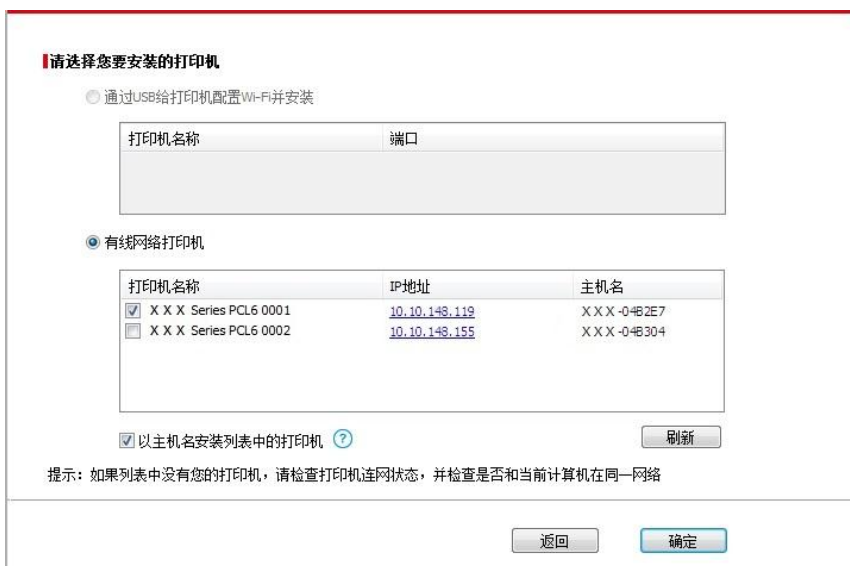 请选择您要安装的打印机
通过USB给打印机配置Wi-Fi并安装
打印机名称 端口
有线网络打印机
打印机名称 IP地址 主机名
X X X Series PCL6 0001 10.10.148.119 X X X -04B2E7
X X X Series PCL6 0002 10.10.148.155 X X X -04B304
以主机名安装列表中的打印机 ? 刷新
提示：如果列表中没有您的打印机，请检查打印机连网状态，并检查是否和当前计算机在同一网络
返回 确定